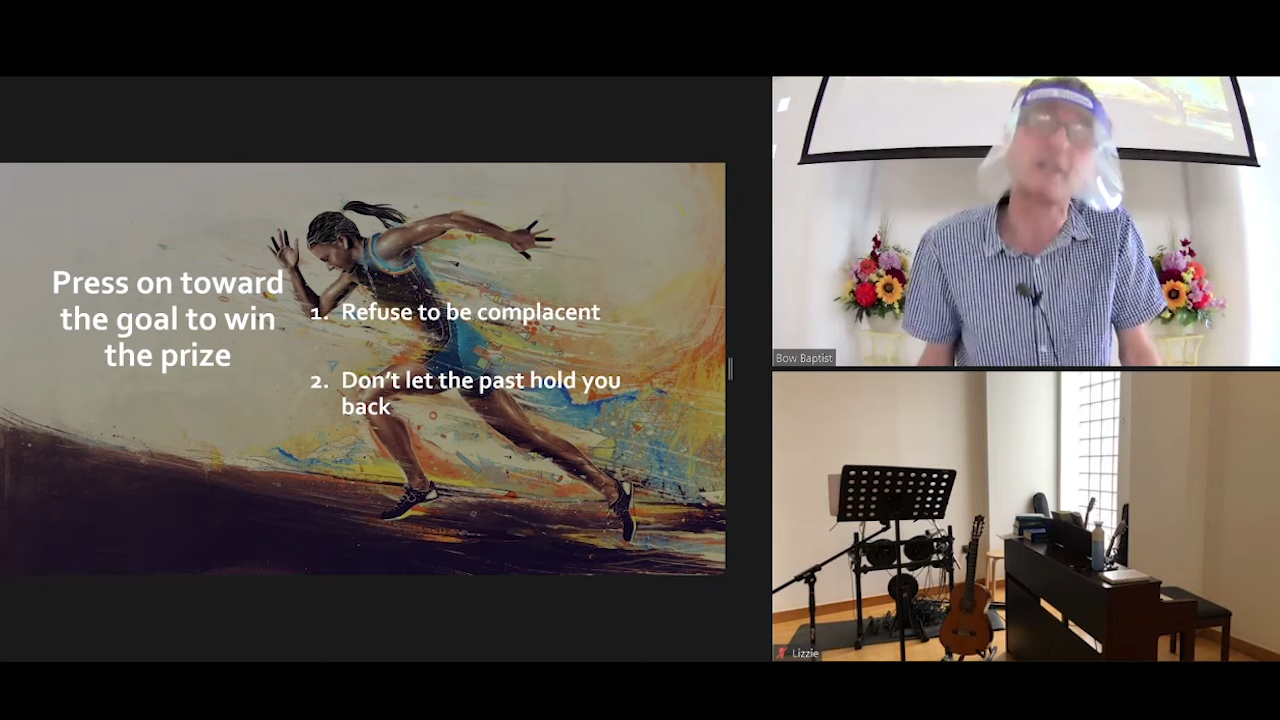 Press on toward
the goal to win
the prize
1. Refuse to be complacent
2. Don't let the past hold you
back
Bow Baptist
Lizzie